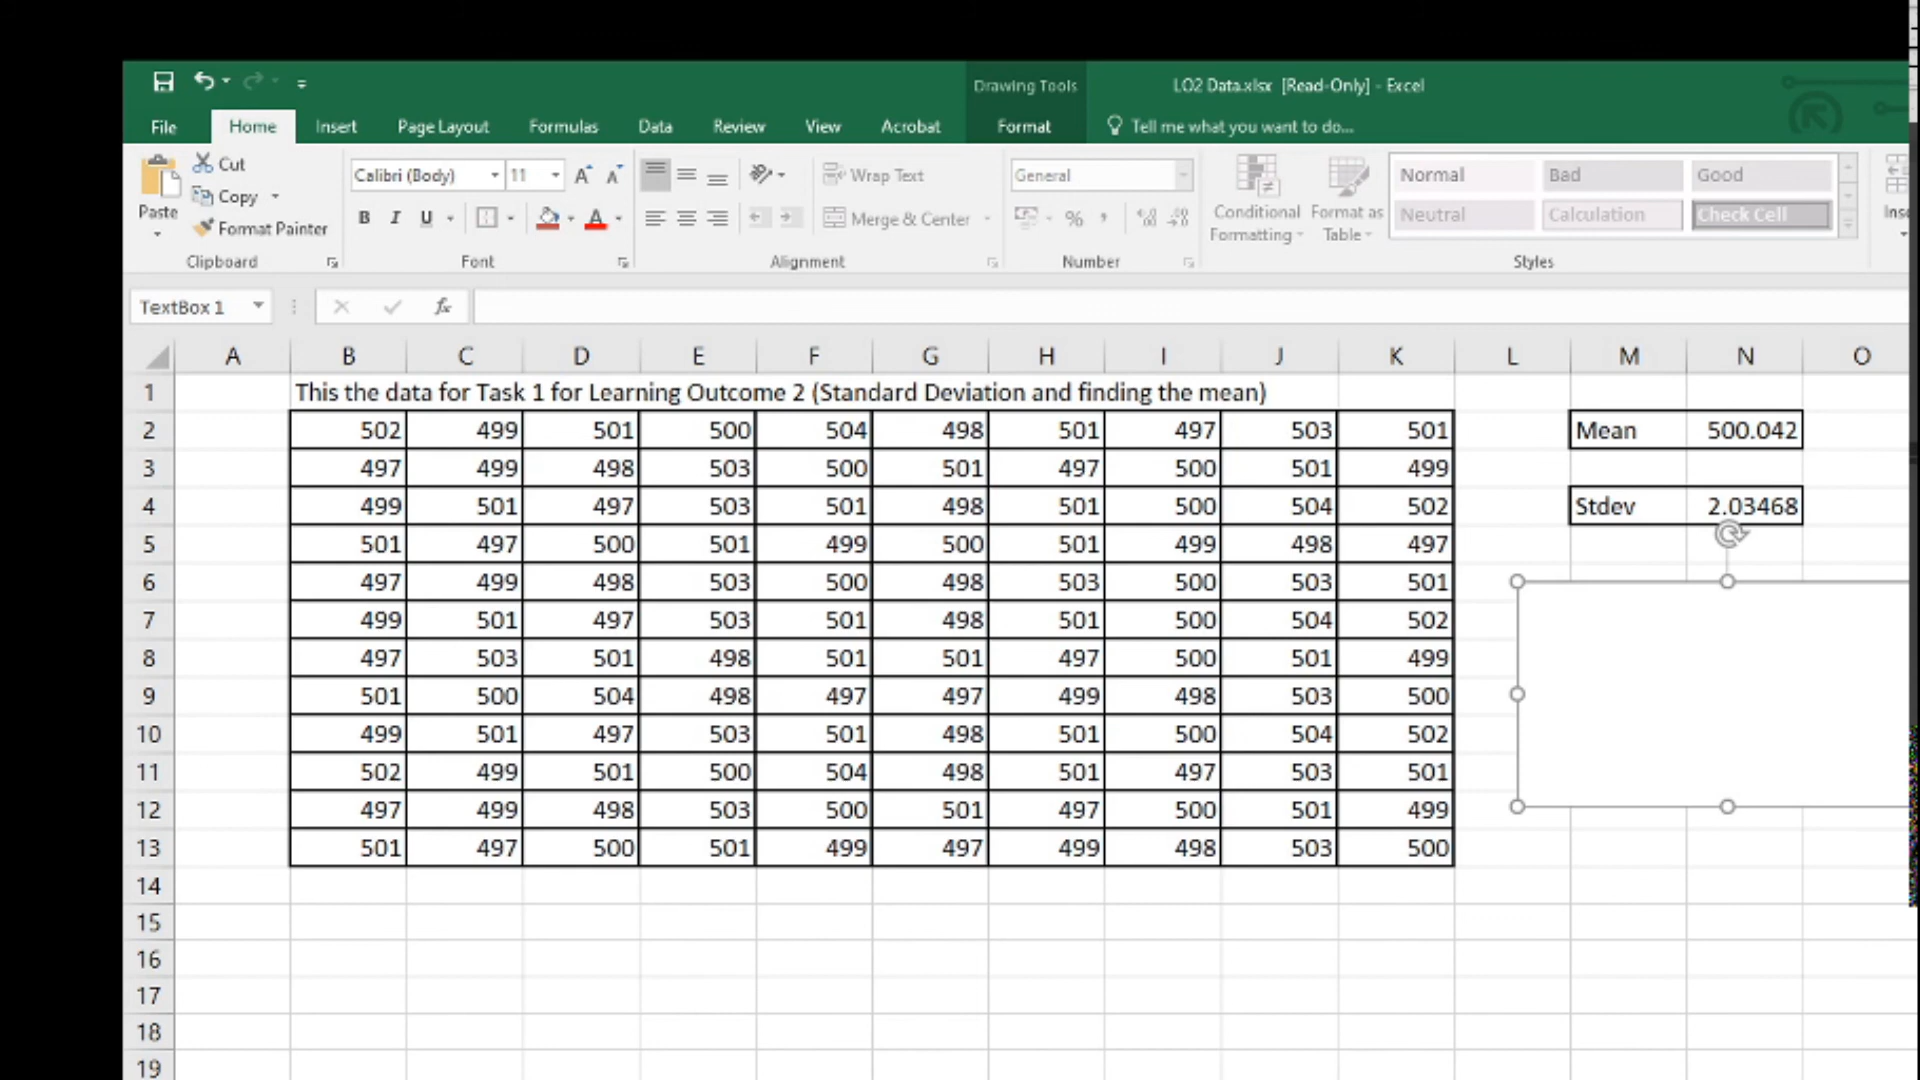 Drawing Tools LO2 Data.xlsx [Read-Only] - Excel
File Home Insert Page Layout Formulas Data Review View Acrobat Format Tell me what you want to do...
Cut
Copy
Format Painter
Paste
Clipboard
Calibri (Body) 11
B I U
Font
Wrap Text
Merge & Center
Alignment
General
%
Number
Conditional Formatting
Format as Table
Normal Bad Good
Neutral Calculation Check Cell
Styles
TextBox 1 fx
A B C D E F G H I J K L M N O
1 This the data for Task 1 for Learning Outcome 2 (Standard Deviation and finding the mean)
2 502 499 501 500 504 498 501 497 503 501 Mean 500.042
3 497 499 498 503 500 501 497 500 501 499
4 499 501 497 503 501 498 501 500 504 502 Stdev 2.03468
5 501 497 500 501 499 500 501 499 498 497
6 497 499 498 503 500 498 503 500 503 501
7 499 501 497 503 501 498 501 500 504 502
8 497 503 501 498 501 501 497 500 501 499
9 501 500 504 498 497 497 499 498 503 500
10 499 501 497 503 501 498 501 500 504 502
11 502 499 501 500 504 498 501 497 503 501
12 497 499 498 503 500 501 497 500 501 499
13 501 497 500 501 499 497 499 498 503 500
14
15
16
17
18
19